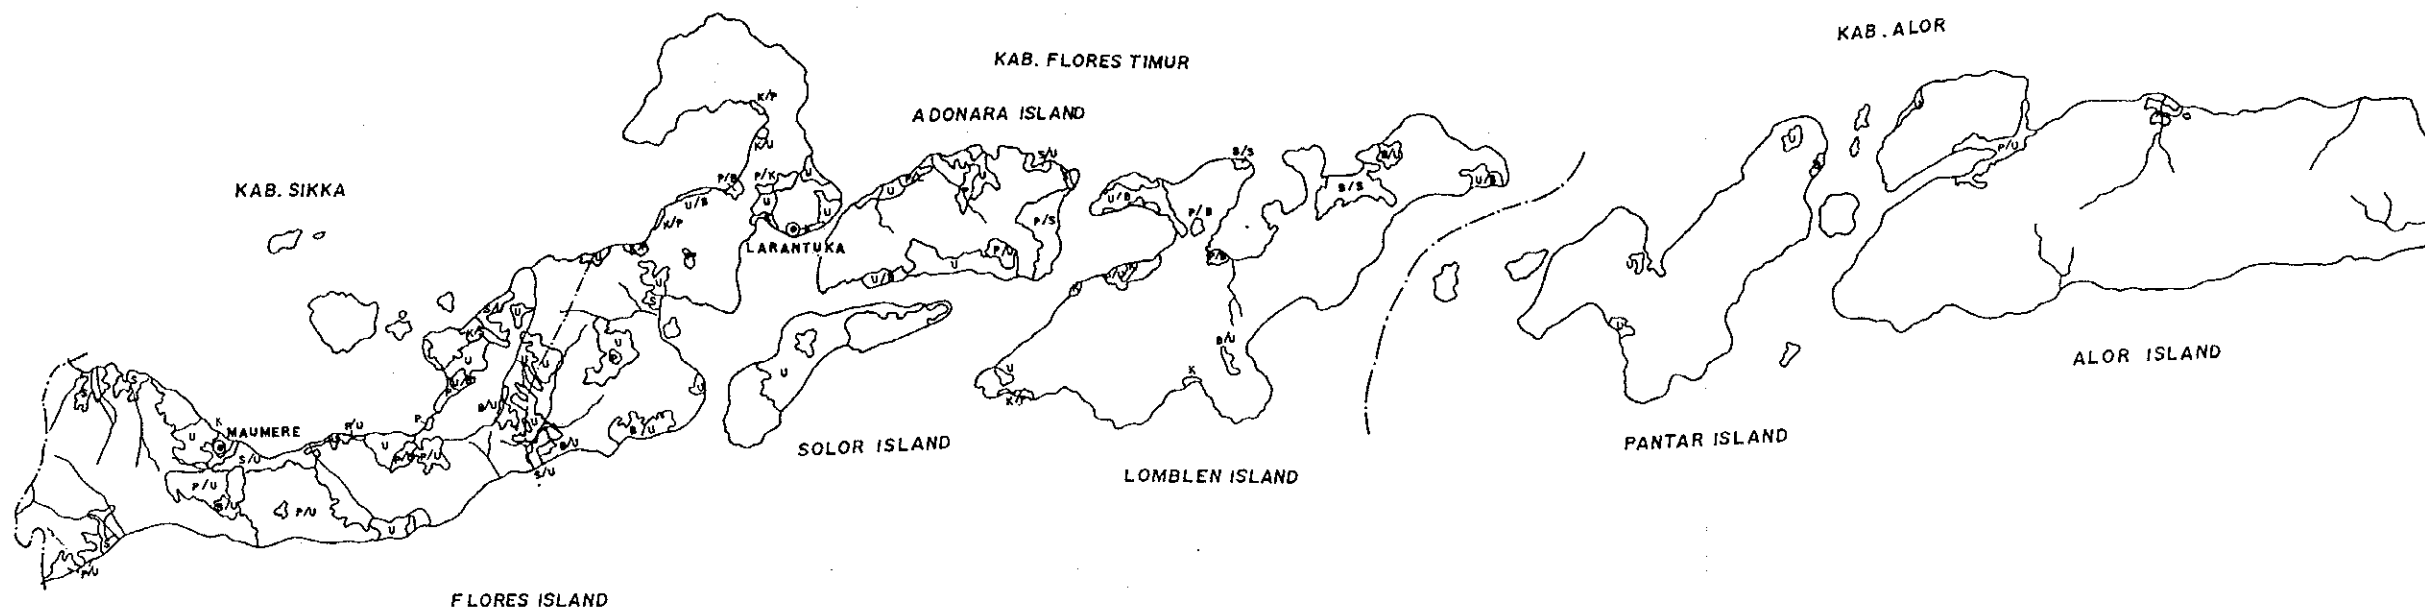 KAB. ALOR
KAB. FLORES TIMUR
K/P
ADONARA ISLAND
K/U
P/U
U
S/U
S/S
B/U
KAB. SIKKA
P/B
P/K
U
U/B
U
U
U
P/S
U/B
P/B
S/S
U/B
K/P
LARANTUKA
U
P/U
U
S
U
U
K/P
U
U
B/U
U
K
B/U
ALOR ISLAND
S
S
K
MAUMERE
U
S/U
P/U
U
P
P/U
B/U
U
B/U
B/U
S/U
SOLOR ISLAND
PANTAR ISLAND
LOMBLEN ISLAND
P/U
P/U
U
S
P/U
FLORES ISLAND